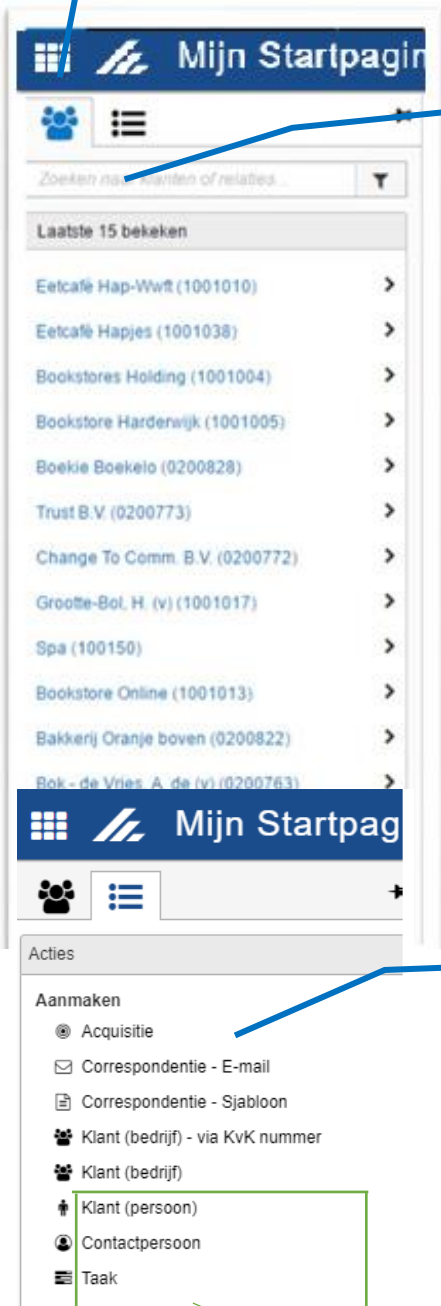 Mijn Startpagin
Zoeken naar klanten of relaties...
Laatste 15 bekeken
Eetcafé Hap-Wwft (1001010)
Eetcafé Hapjes (1001038)
Bookstores Holding (1001004)
Bookstore Harderwijk (1001005)
Boekie Boekelo (0200828)
Trust B.V. (0200773)
Change To Comm. B.V. (0200772)
Grootte-Bol, H. (v) (1001017)
Spa (100150)
Bookstore Online (1001013)
Bakkerij Oranje boven (0200822)
Bok - de Vries, A. de (v) (0200763)
Mijn Startpag
Acties
Aanmaken
Acquisitie
Correspondentie - E-mail
Correspondentie - Sjabloon
Klant (bedrijf) - via KvK nummer
Klant (bedrijf)
Klant (persoon)
Contactpersoon
Taak